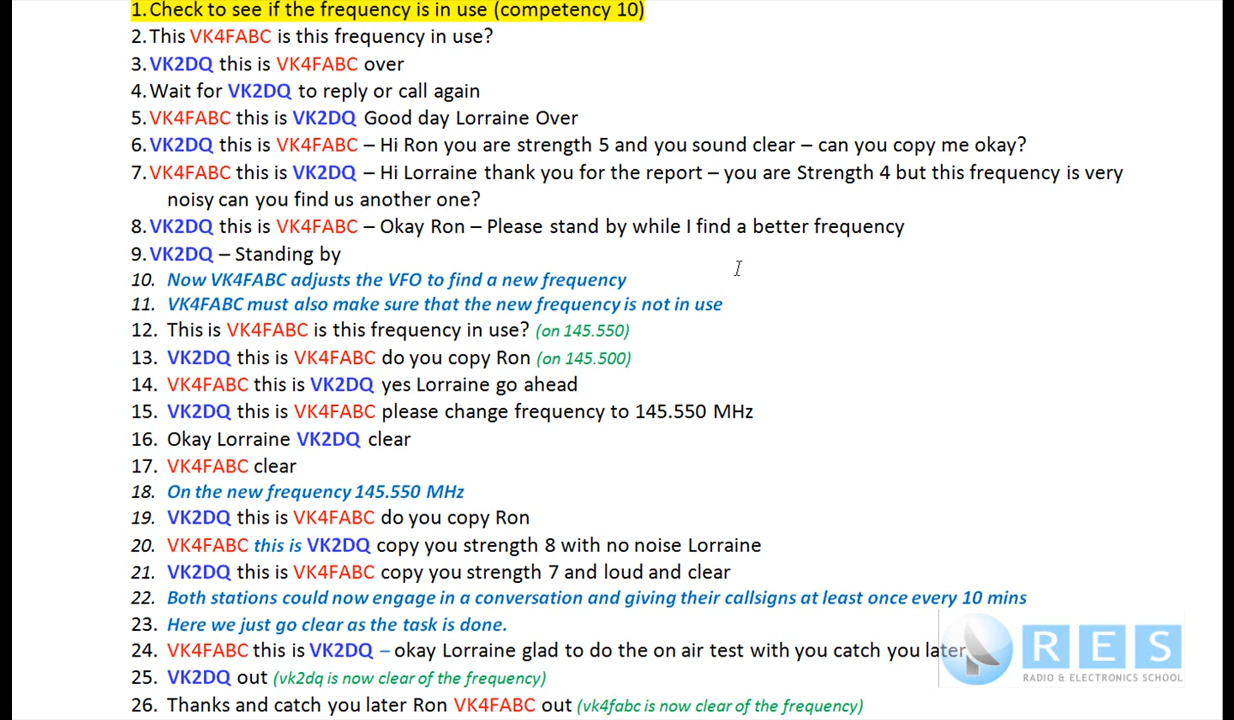 1. Check to see if the frequency is in use (competency 10)
2. This VK4FABC is this frequency in use?
3. VK2DQ this is VK4FABC over
4. Wait for VK2DQ to reply or call again
5. VK4FABC this is VK2DQ Good day Lorraine Over
6. VK2DQ this is VK4FABC – Hi Ron you are strength 5 and you sound clear – can you copy me okay?
7. VK4FABC this is VK2DQ – Hi Lorraine thank you for the report – you are Strength 4 but this frequency is very
noisy can you find us another one?
8. VK2DQ this is VK4FABC – Okay Ron – Please stand by while I find a better frequency
9. VK2DQ – Standing by
10. Now VK4FABC adjusts the VFO to find a new frequency
11. VK4FABC must also make sure that the new frequency is not in use
12. This is VK4FABC is this frequency in use? (on 145.550)
13. VK2DQ this is VK4FABC do you copy Ron (on 145.500)
14. VK4FABC this is VK2DQ yes Lorraine go ahead
15. VK2DQ this is VK4FABC please change frequency to 145.550 MHz
16. Okay Lorraine VK2DQ clear
17. VK4FABC clear
18. On the new frequency 145.550 MHz
19. VK2DQ this is VK4FABC do you copy Ron
20. VK4FABC this is VK2DQ copy you strength 8 with no noise Lorraine
21. VK2DQ this is VK4FABC copy you strength 7 and loud and clear
22. Both stations could now engage in a conversation and giving their callsigns at least once every 10 mins
23. Here we just go clear as the task is done.
24. VK4FABC this is VK2DQ – okay Lorraine glad to do the on air test with you catch you later
25. VK2DQ out (vk2dq is now clear of the frequency)
26. Thanks and catch you later Ron VK4FABC out (vk4fabc is now clear of the frequency)
RES
RADIO & ELECTRONICS SCHOOL